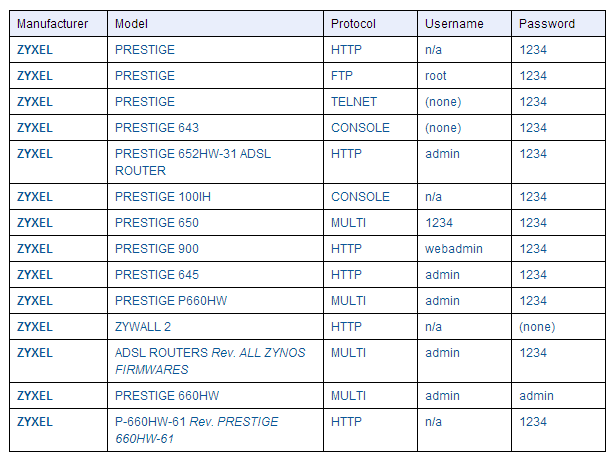 Manufacturer Model Protocol Username Password
ZYXEL PRESTIGE HTTP n/a 1234
ZYXEL PRESTIGE FTP root 1234
ZYXEL PRESTIGE TELNET (none) 1234
ZYXEL PRESTIGE 643 CONSOLE (none) 1234
ZYXEL PRESTIGE 652HW-31 ADSL HTTP admin 1234
ROUTER
ZYXEL PRESTIGE 100IH CONSOLE n/a 1234
ZYXEL PRESTIGE 650 MULTI 1234 1234
ZYXEL PRESTIGE 900 HTTP webadmin 1234
ZYXEL PRESTIGE 645 HTTP admin 1234
ZYXEL PRESTIGE P660HW MULTI admin 1234
ZYXEL ZYWALL 2 HTTP n/a (none)
ZYXEL ADSL ROUTERS Rev. ALL ZYNOS MULTI admin 1234
FIRMWARES
ZYXEL PRESTIGE 660HW MULTI admin admin
ZYXEL P-660HW-61 Rev. PRESTIGE HTTP n/a 1234
660HW-61